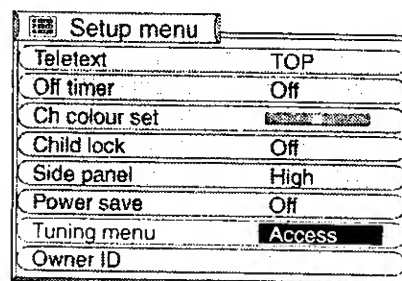 Setup menu
Teletext TOP
Off timer Off
Ch colour set
Child lock Off
Side panel High
Power save Off
Tuning menu Access
Owner ID